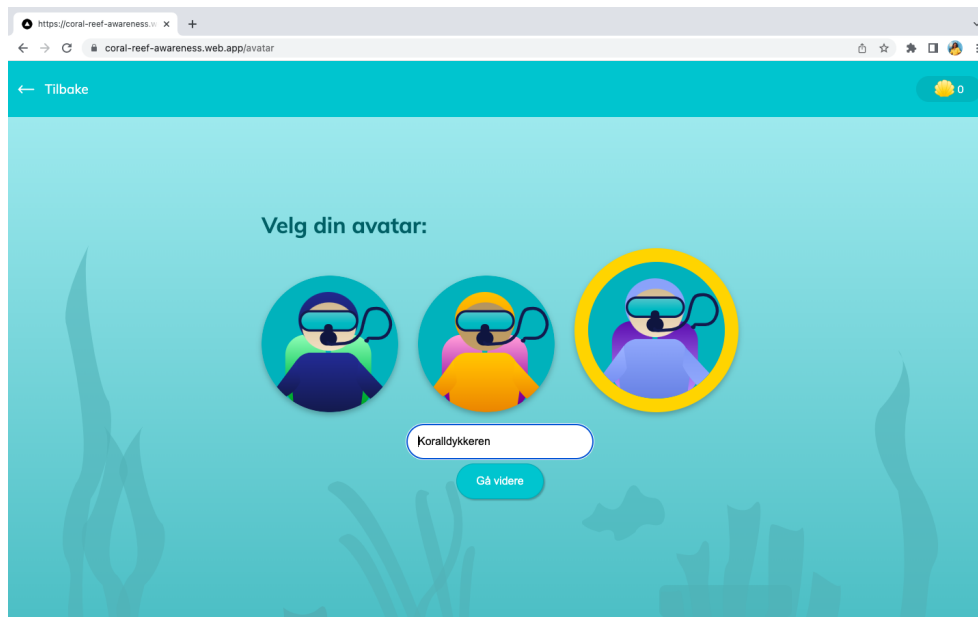 https://coral-reef-awareness.w
coral-reef-awareness.web.app/avatar
Tilbake
0
Velg din avatar:
Koralldykkeren
Gå videre